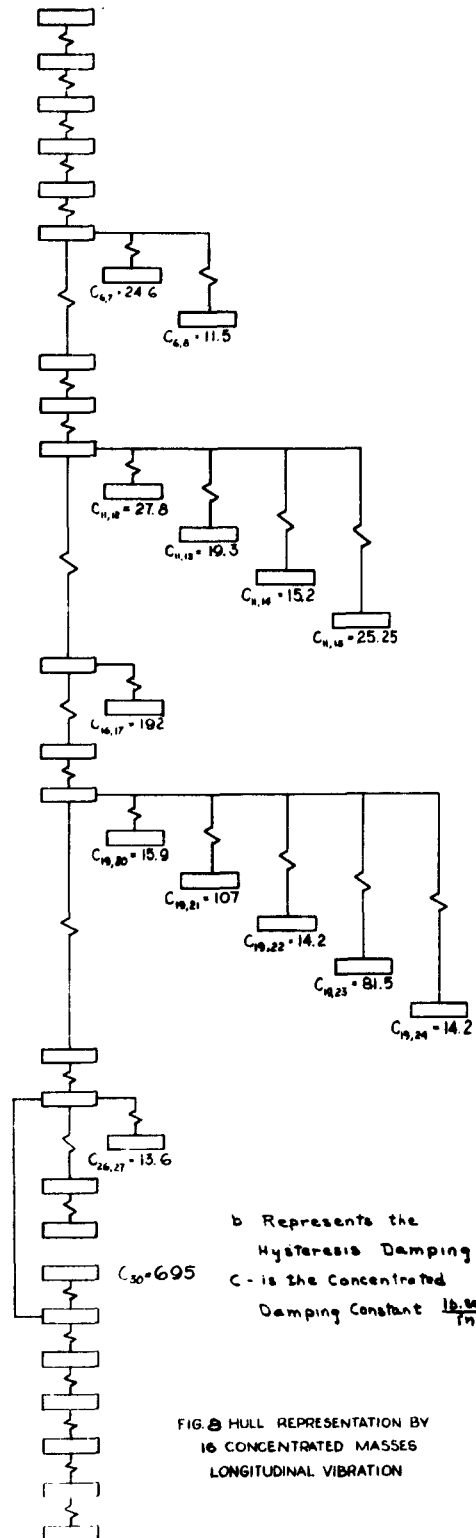 C₆,₇=24.6
C₆,₈=11.5
C₁₁,₁₂=27.8
C₁₁,₁₃=19.3
C₁₁,₁₄=15.2
C₁₁,₁₅=25.25
C₁₆,₁₇=192
C₁₉,₂₀=15.9
C₁₉,₂₁=107
C₁₉,₂₂=14.2
C₁₉,₂₃=81.5
C₁₉,₂₄=14.2
C₂₆,₂₇=13.6
b Represents the
Hysteresis Damping
C₃₀=695
C - is the Concentrated
Damping Constant
FIG. 8 HULL REPRESENTATION BY
16 CONCENTRATED MASSES
LONGITUDINAL VIBRATION